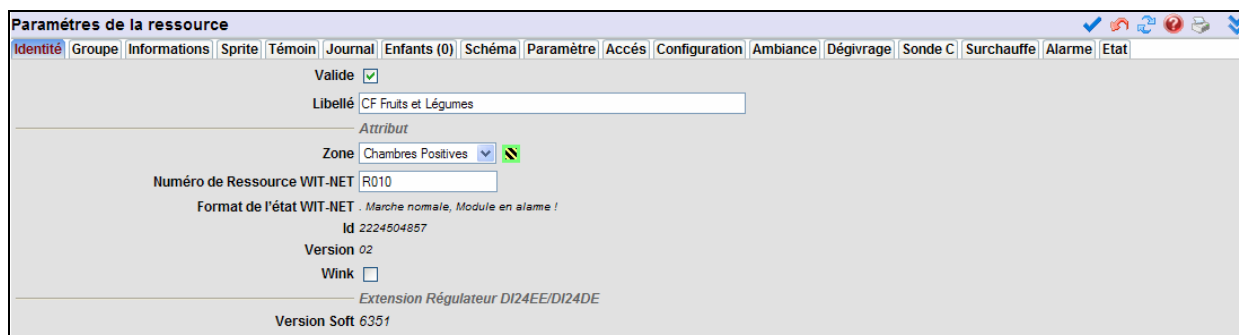 Paramétres de la ressource
Identité Groupe Informations Sprite Témoin Journal Enfants (0) Schéma Paramètre Accés Configuration Ambiance Dégivrage Sonde C Surchauffe Alarme Etat
Valide
Libellé CF Fruits et Légumes
Attribut
Zone Chambres Positives
Numéro de Ressource WIT-NET R010
Format de l'état WIT-NET . Marche normale, Module en alarme !
Id 2224504857
Version 02
Wink
Extension Régulateur DI24EE/DI24DE
Version Soft 6351